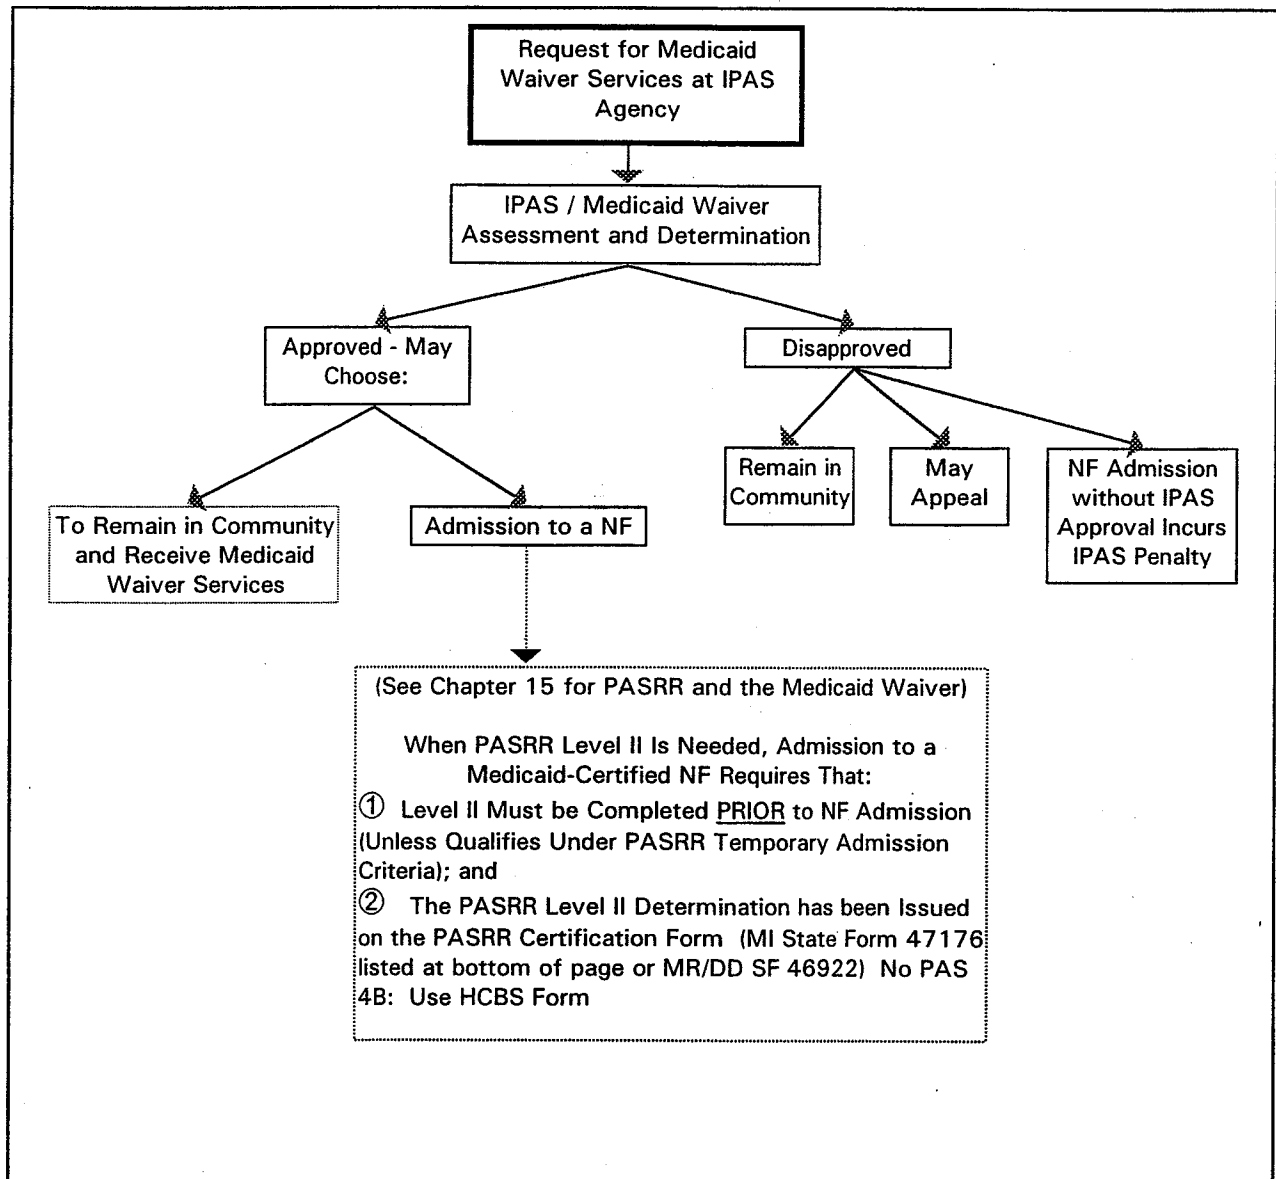 Request for Medicaid
Waiver Services at IPAS
Agency
IPAS / Medicaid Waiver
Assessment and Determination
Approved - May
Choose:
Disapproved
To Remain in Community
and Receive Medicaid
Waiver Services
Admission to a NF
Remain in
Community
May
Appeal
NF Admission
without IPAS
Approval Incurs
IPAS Penalty
(See Chapter 15 for PASRR and the Medicaid Waiver)
When PASRR Level II Is Needed, Admission to a
Medicaid-Certified NF Requires That:
① Level II Must be Completed PRIOR to NF Admission
(Unless Qualifies Under PASRR Temporary Admission
Criteria); and
② The PASRR Level II Determination has been Issued
on the PASRR Certification Form (MI State Form 47176
listed at bottom of page or MR/DD SF 46922) No PAS
4B: Use HCBS Form